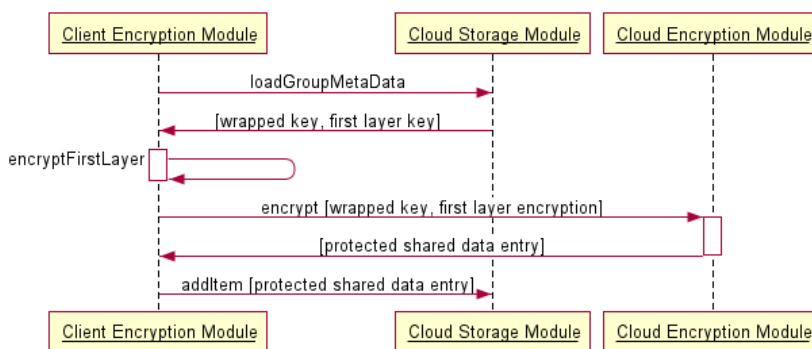 Client Encryption Module
Cloud Storage Module
Cloud Encryption Module
loadGroupMetaData
[wrapped key, first layer key]
encryptFirstLayer
encrypt [wrapped key, first layer encryption]
[protected shared data entry]
addItem [protected shared data entry]
Client Encryption Module
Cloud Storage Module
Cloud Encryption Module